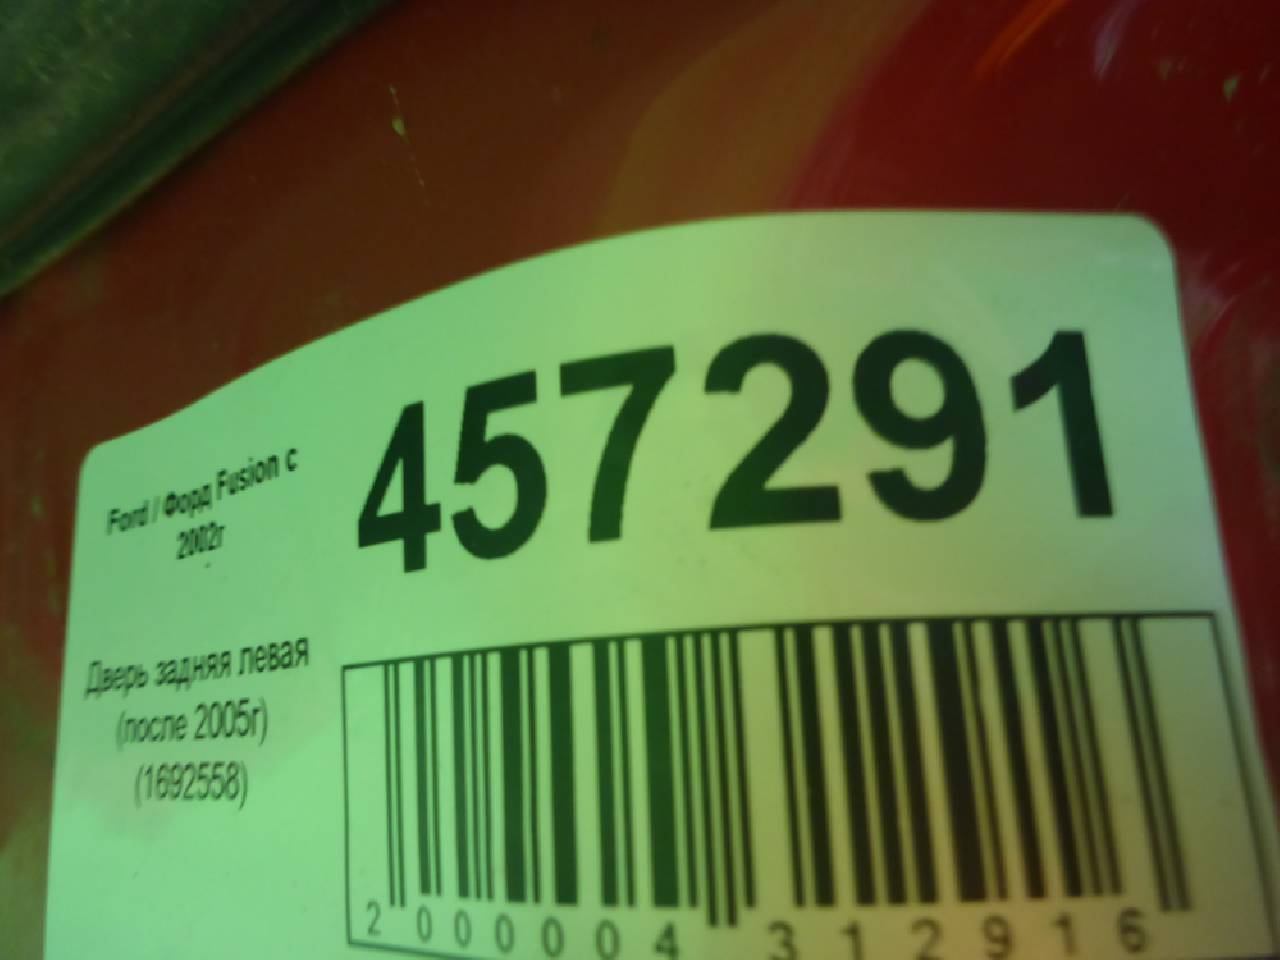 457291
Ford / Форд Fusion с
2002г
Дверь задняя левая
(после 2005г)
(1692558)
2 000004 312916